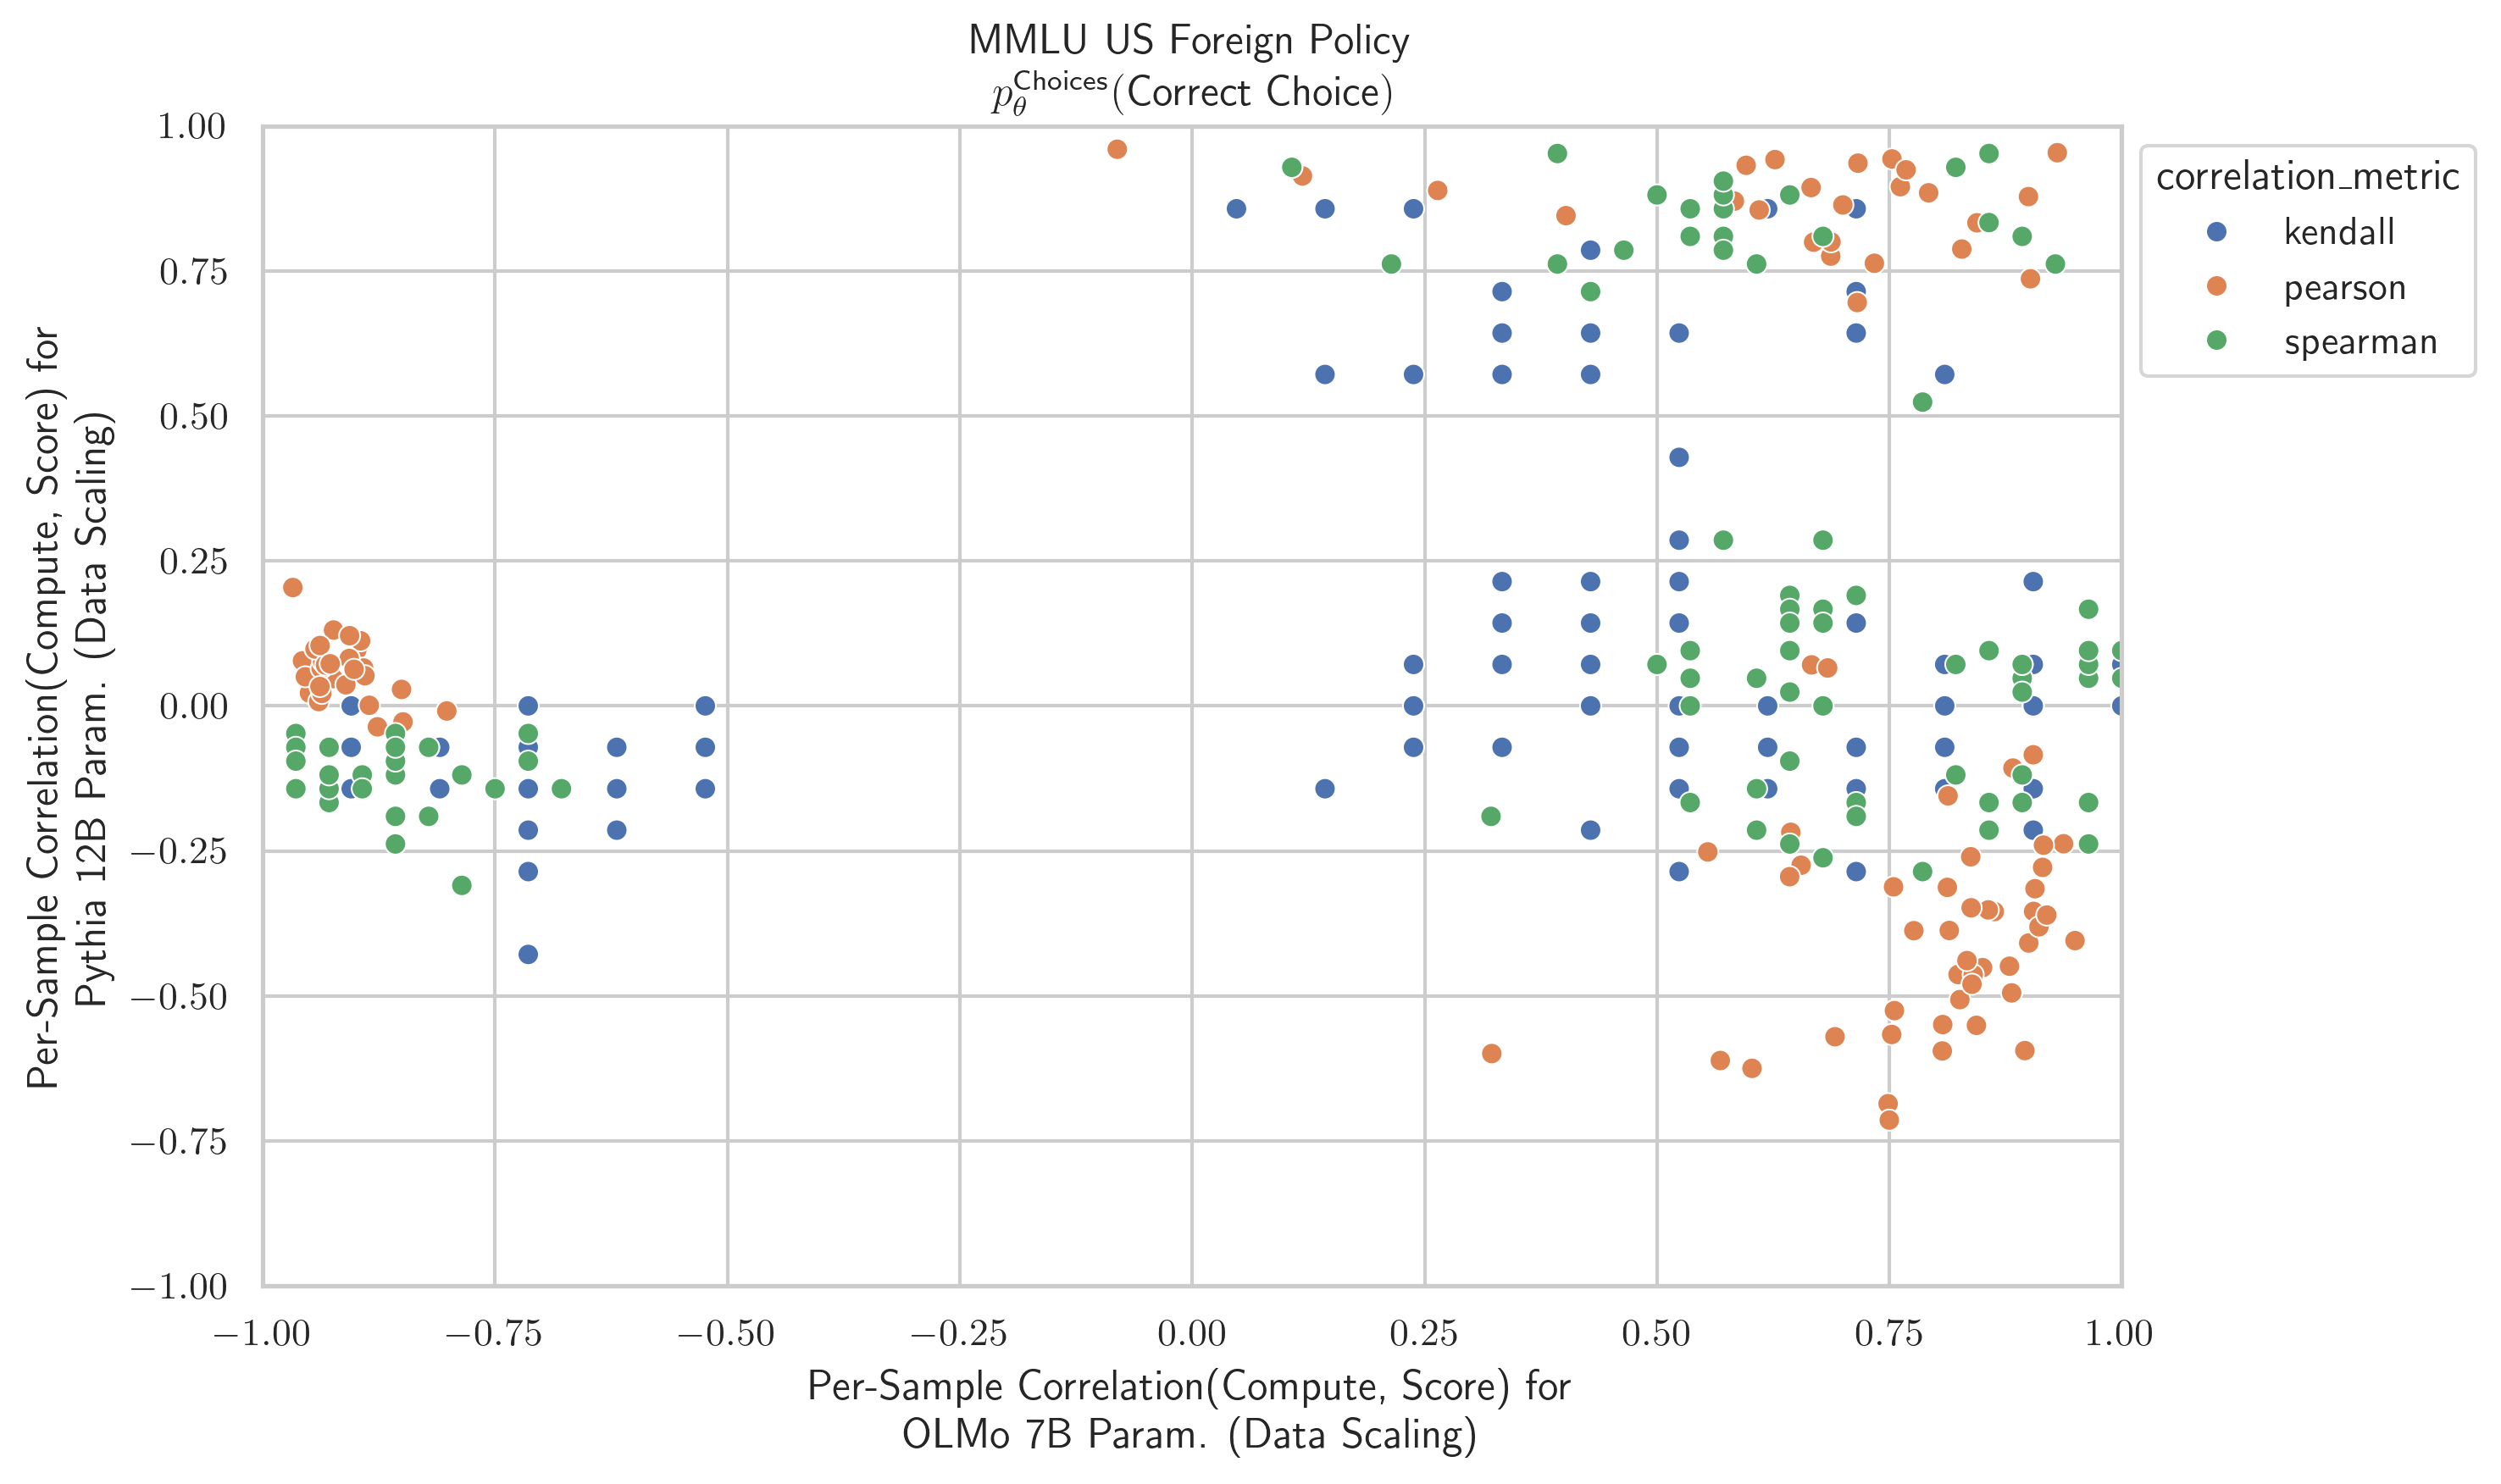 MMLU US Foreign Policy
p_θ^Choices(Correct Choice)
1.00
0.75
0.50
0.25
0.00
−0.25
−0.50
−0.75
−1.00
Per-Sample Correlation(Compute, Score) for
Pythia 12B Param. (Data Scaling)
correlation_metric
kendall
pearson
spearman
−1.00 −0.75 −0.50 −0.25 0.00 0.25 0.50 0.75 1.00
Per-Sample Correlation(Compute, Score) for
OLMo 7B Param. (Data Scaling)